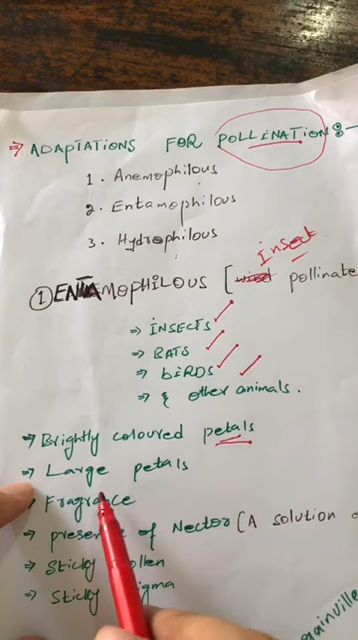 ⇒ ADAPTATIONS FOR POLLINATION:-
1. Anemophilous
2. Entamophilous
3. Hydrophilous
insect
① ENTAMOPHILOUS [ pollinate
⇒ INSECTS
⇒ BATS
⇒ bIRDS
⇒ & other animals.
→ Brightly coloured petals
→ Large petals
→ Fragrance
→ presence of Nector (A solution
→ Sticky pollen
→ Sticky stigma